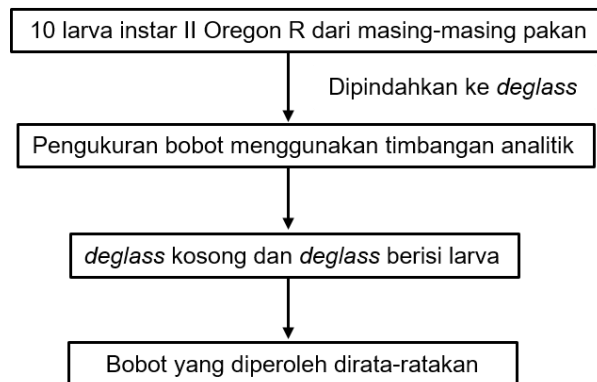 10 larva instar II Oregon R dari masing-masing pakan
Dipindahkan ke deglass
Pengukuran bobot menggunakan timbangan analitik
deglass kosong dan deglass berisi larva
Bobot yang diperoleh dirata-ratakan